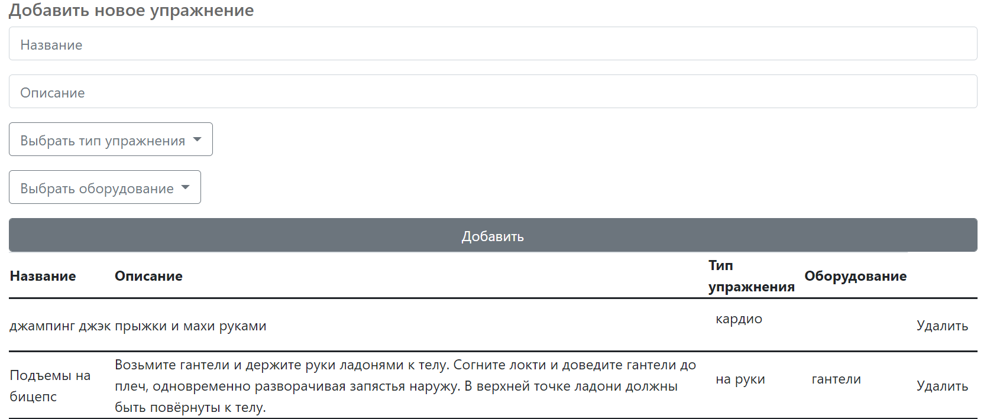 Добавить новое упражнение
Название
Описание
Выбрать тип упражнения
Выбрать оборудование
Добавить
Название Описание Тип упражнения Оборудование
джампинг джэк прыжки и махи руками кардио Удалить
Подъемы на бицепс
Возьмите гантели и держите руки ладонями к телу. Согните локти и доведите гантели до
плеч, одновременно разворачивая запястья наружу. В верхней точке ладони должны
быть повёрнуты к телу.
на руки гантели Удалить